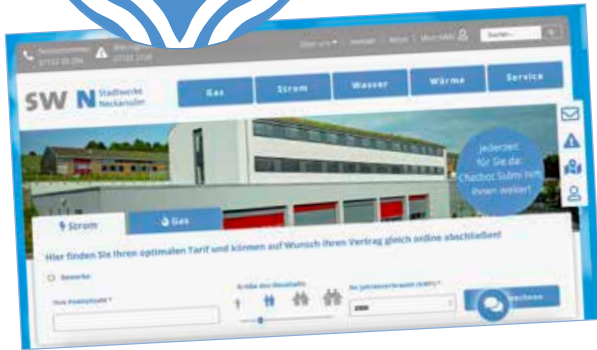 Gas
Strom
Wasser
Wärme
Service
SWN Stadtwerke
Neckarsulm
Jederzeit
für Sie da:
Chatbot Sulmi hilft
Ihnen weiter!
Strom
Gas
Hier finden Sie Ihren optimalen Tarif und können auf Wunsch ihren Vertrag gleich online abschließen!
Gewerbe
Ihre Postleitzahl *
Größe des Haushalts
Ihr Jahresverbrauch (kWh) *